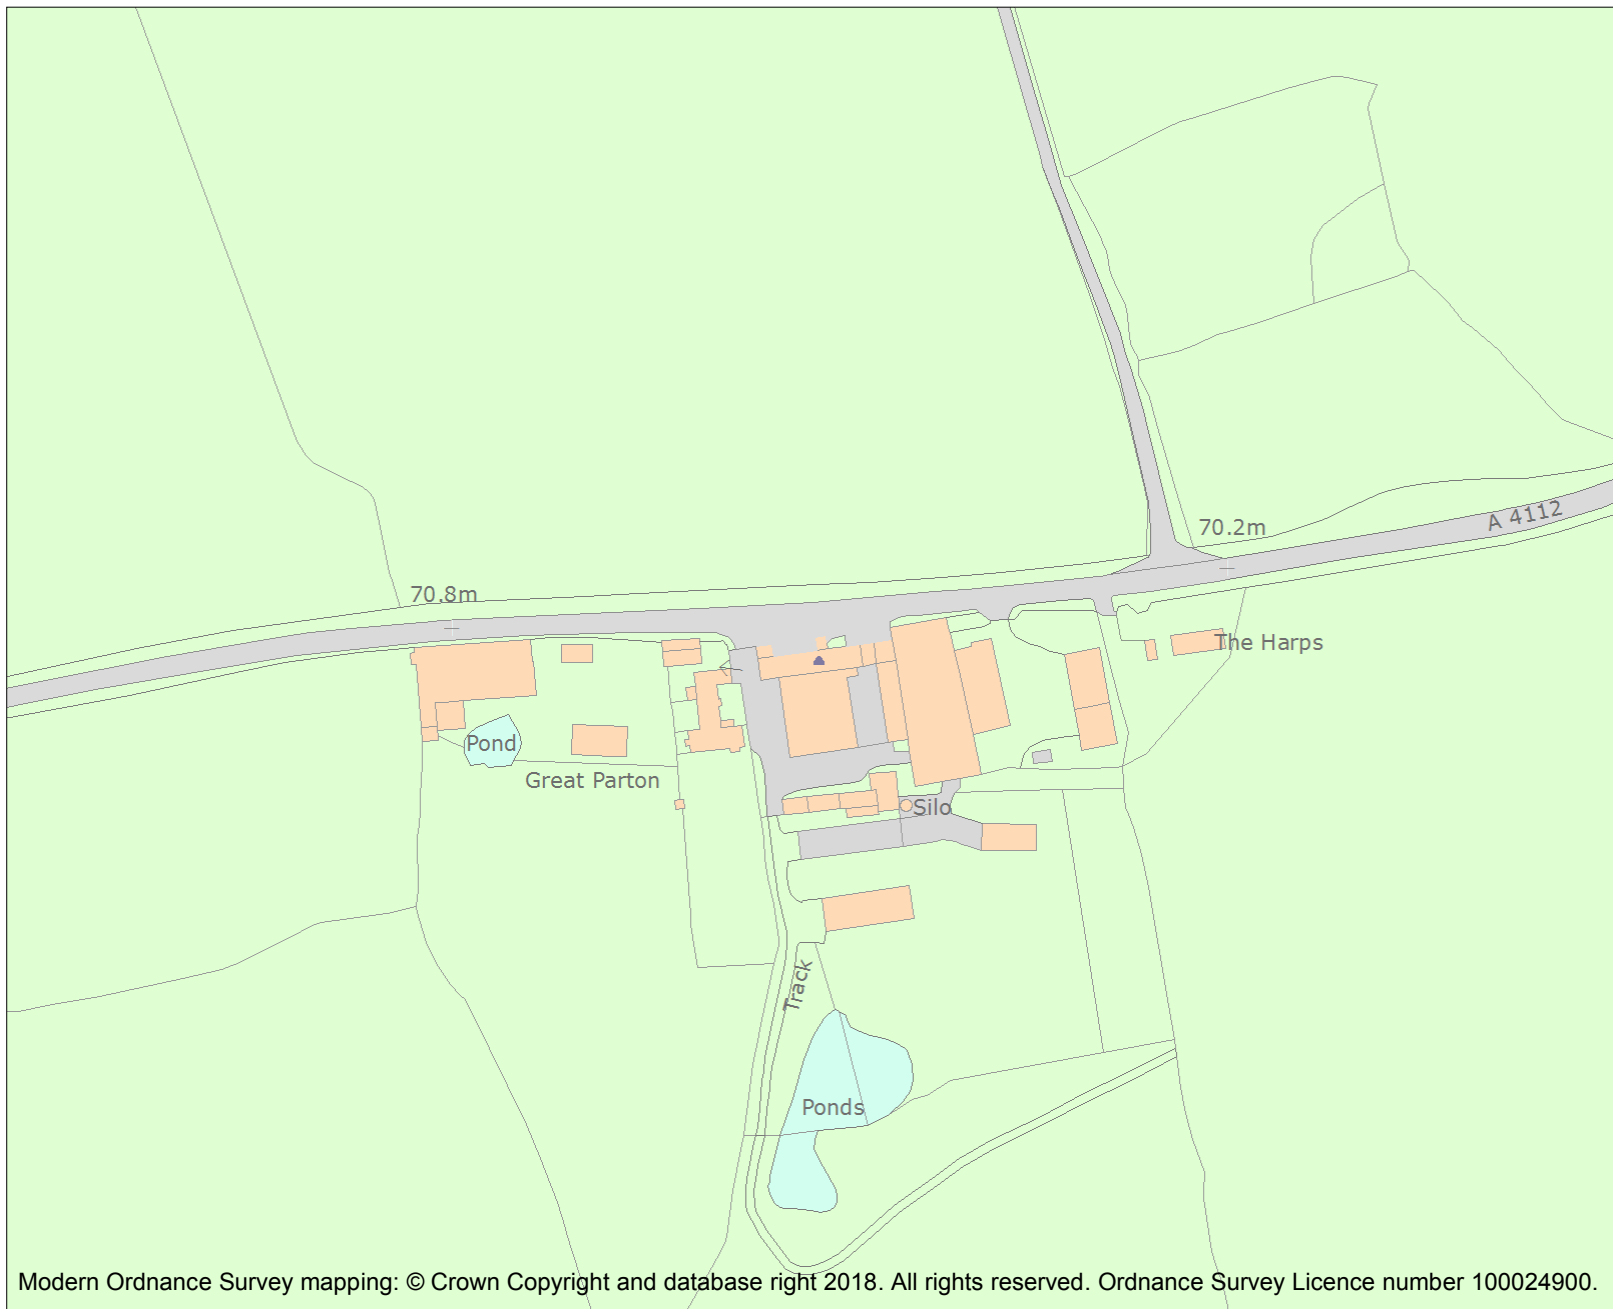 A 4112
70.2m
70.8m
The Harps
Pond
Great Parton
Silo
Track
Ponds
Modern Ordnance Survey mapping: © Crown Copyright and database right 2018. All rights reserved. Ordnance Survey Licence number 100024900.